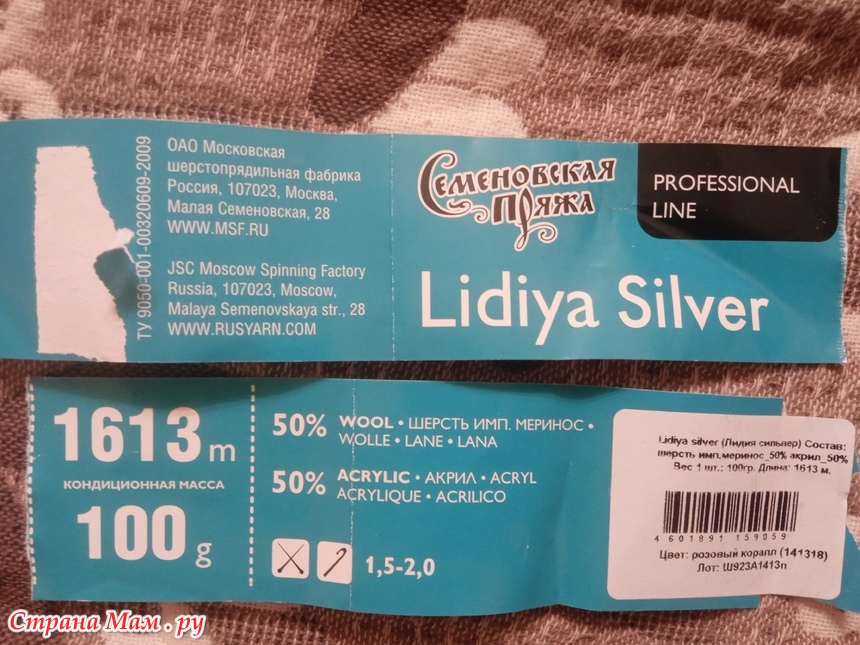 ТУ 9050-001-00320609-2009
ОАО Московская
шерстопрядильная фабрика
Россия, 107023, Москва,
Малая Семеновская, 28
WWW.MSF.RU
JSC Moscow Spinning Factory
Russia, 107023, Moscow,
Malaya Semenovskaya str., 28
WWW.RUSYARN.COM
Семеновская
Пряжа
PROFESSIONAL
LINE
Lidiya Silver
1613 m
КОНДИЦИОННАЯ МАССА
100 g
50% WOOL • ШЕРСТЬ ИМП. МЕРИНОС •
WOLLE • LANE • LANA
50% ACRYLIC • АКРИЛ • ACRYL
ACRYLIQUE • ACRILICO
1,5-2,0
Lidiya silver (Лидия сильвер) Состав:
шерсть имп.меринос_50% акрил_50%
Вес 1 шт.: 100гр. Длина: 1613 м.
4 601891 159059
Цвет: розовый коралл (141318)
Лот: Ш923А1413п
Страна Мам.ру